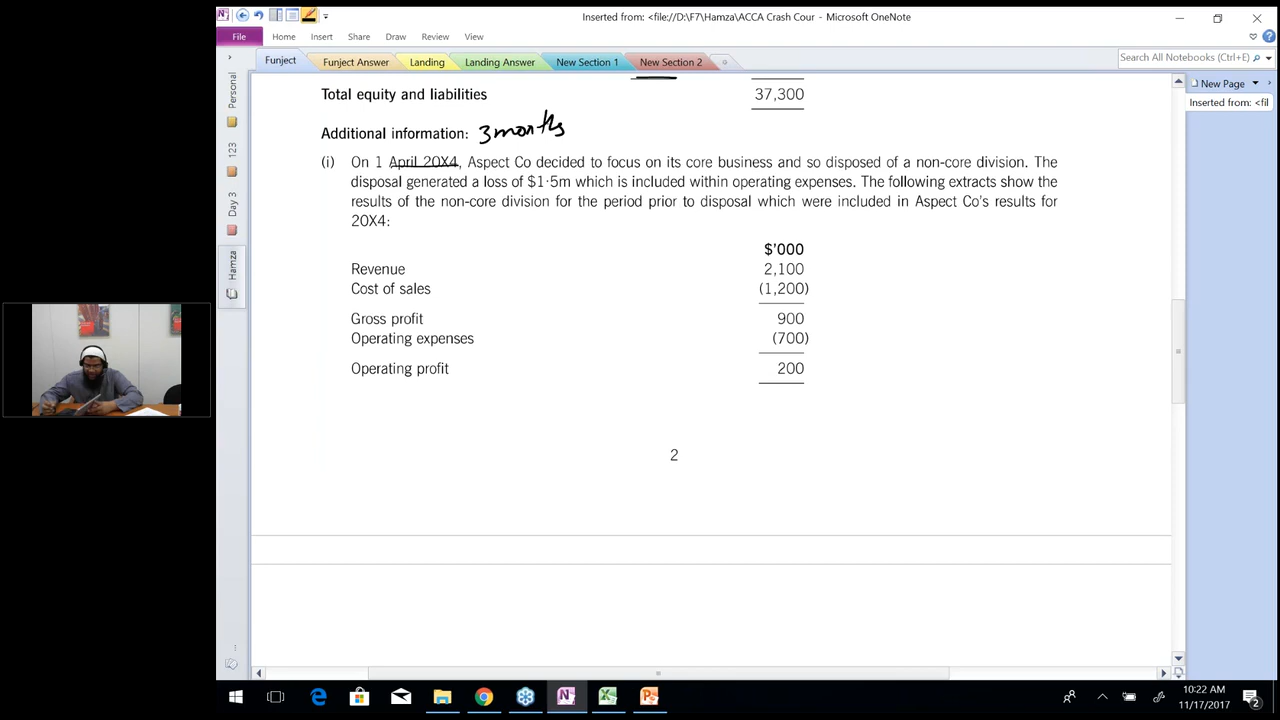 Inserted from: <file://D:\F7\Hamza\ACCA Crash Cour - Microsoft OneNote
File Home Insert Share Draw Review View
Funject Funject Answer Landing Landing Answer New Section 1 New Section 2
Search All Notebooks (Ctrl+E)
New Page
Inserted from: <fil
Personal
123
Day 3
Hamza
Total equity and liabilities 37,300
Additional information: 3 months
(i) On 1 April 20X4, Aspect Co decided to focus on its core business and so disposed of a non-core division. The
disposal generated a loss of $1·5m which is included within operating expenses. The following extracts show the
results of the non-core division for the period prior to disposal which were included in Aspect Co's results for
20X4:
$'000
Revenue 2,100
Cost of sales (1,200)
Gross profit 900
Operating expenses (700)
Operating profit 200
2
10:22 AM
11/17/2017
2